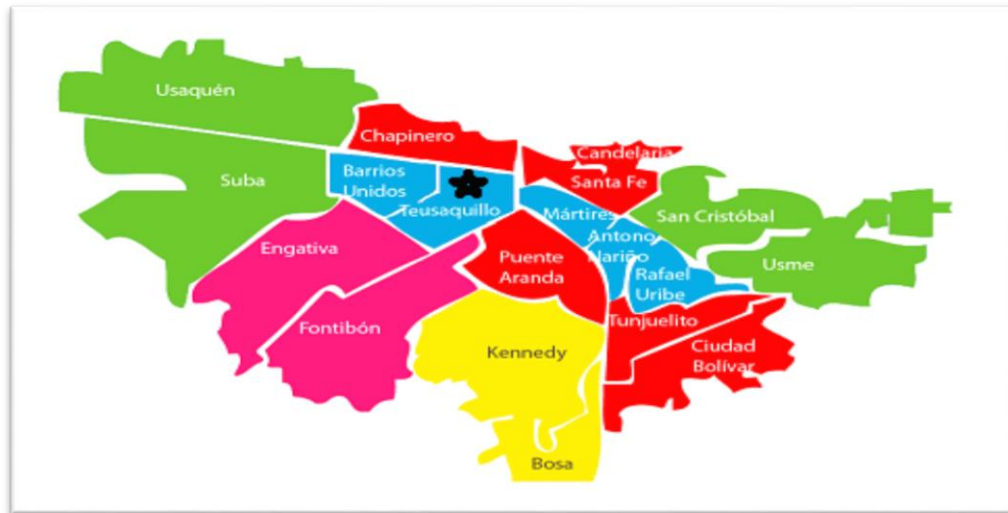 Usaquén
Chapinero
Candelaria
Suba
Barrios
Unidos
Santa Fe
Teusaquillo
Mártires
San Cristóbal
Antono
Nariño
Engativa
Puente
Aranda
Rafael
Uribe
Usme
Fontibón
Tunjuelito
Kennedy
Ciudad
Bolívar
Bosa